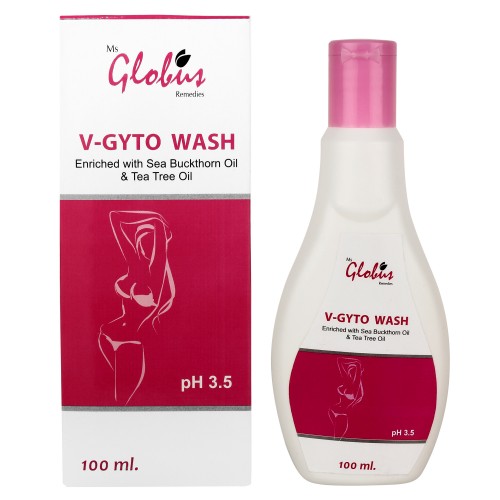 Ms
Globus
Remedies
V-GYTO WASH
Enriched with Sea Buckthorn Oil
& Tea Tree Oil
pH 3.5
100 ml.
Ms
Globus
Remedies
V-GYTO WASH
Enriched with Sea Buckthorn Oil
& Tea Tree Oil
pH 3.5
100 ml.